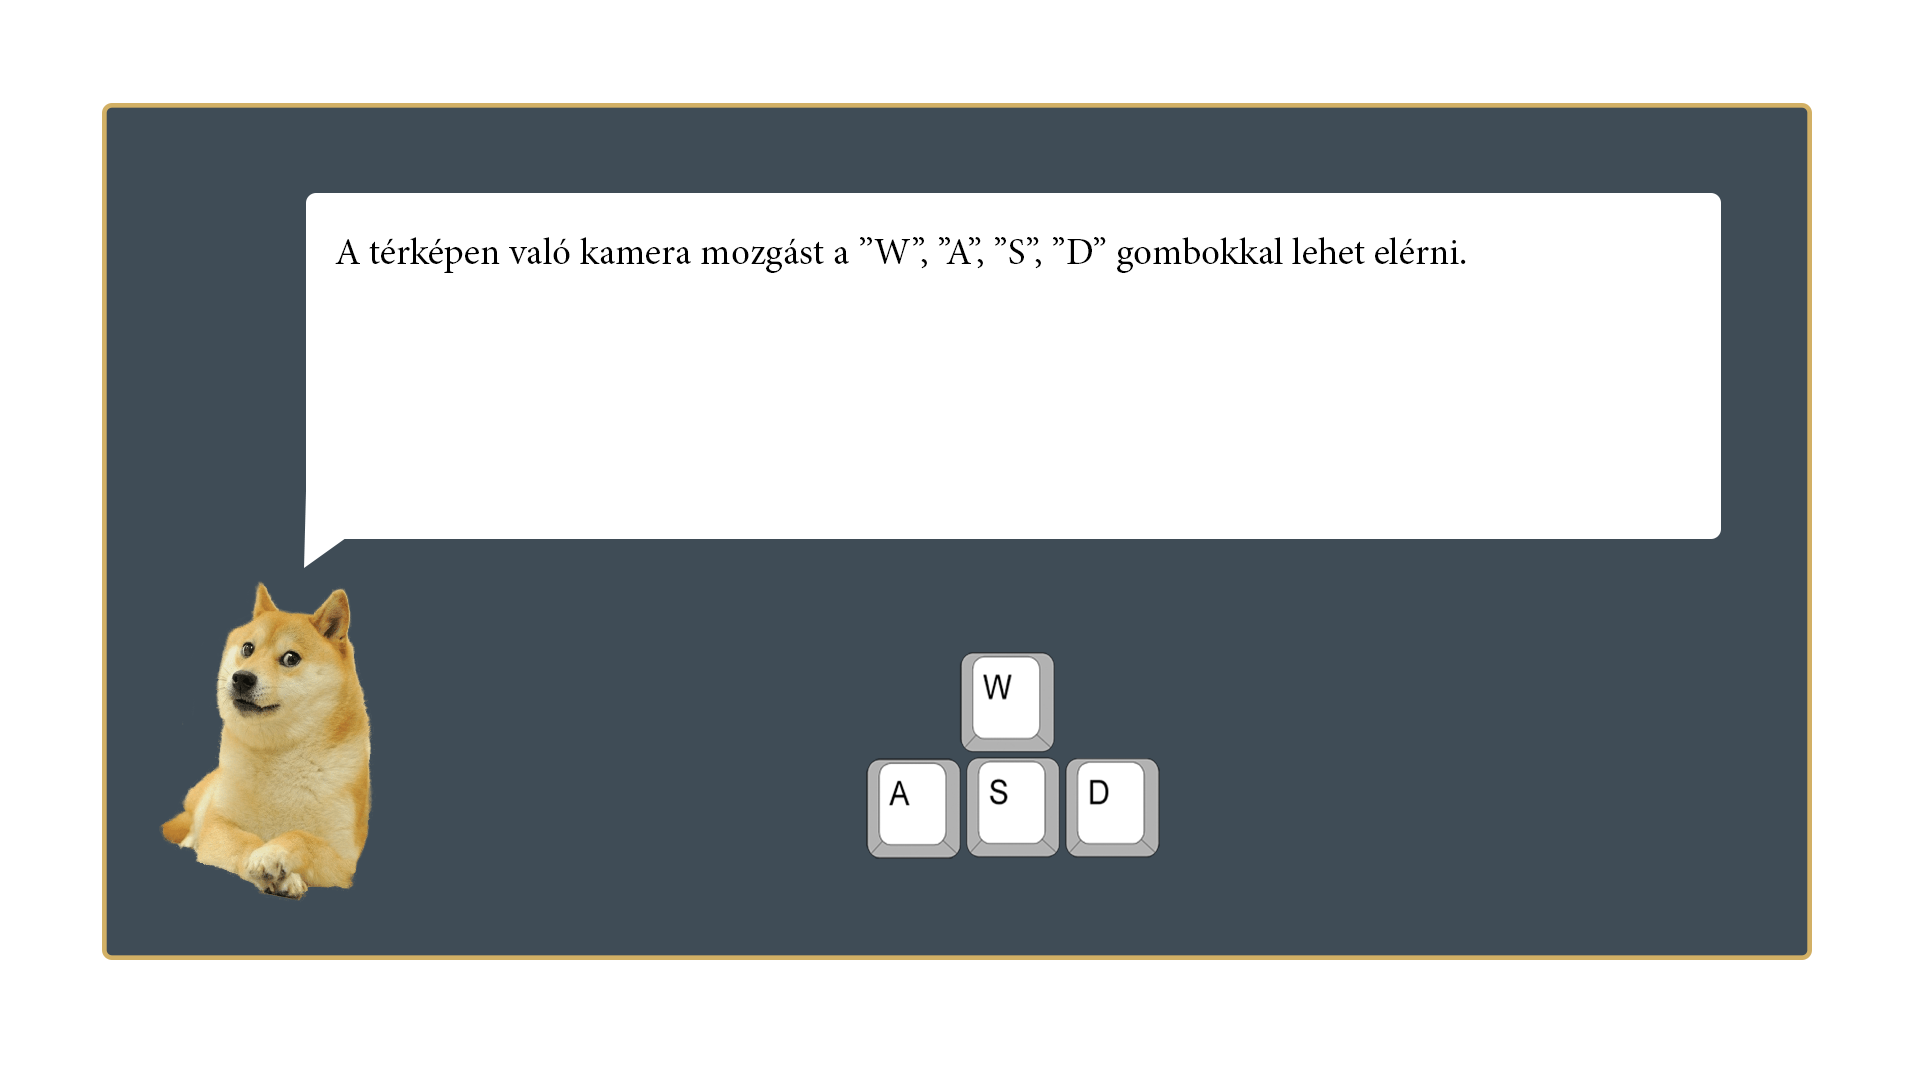 A térképen való kamera mozgást a ”W”, ”A”, ”S”, ”D” gombokkal lehet elérni.
W
A S D